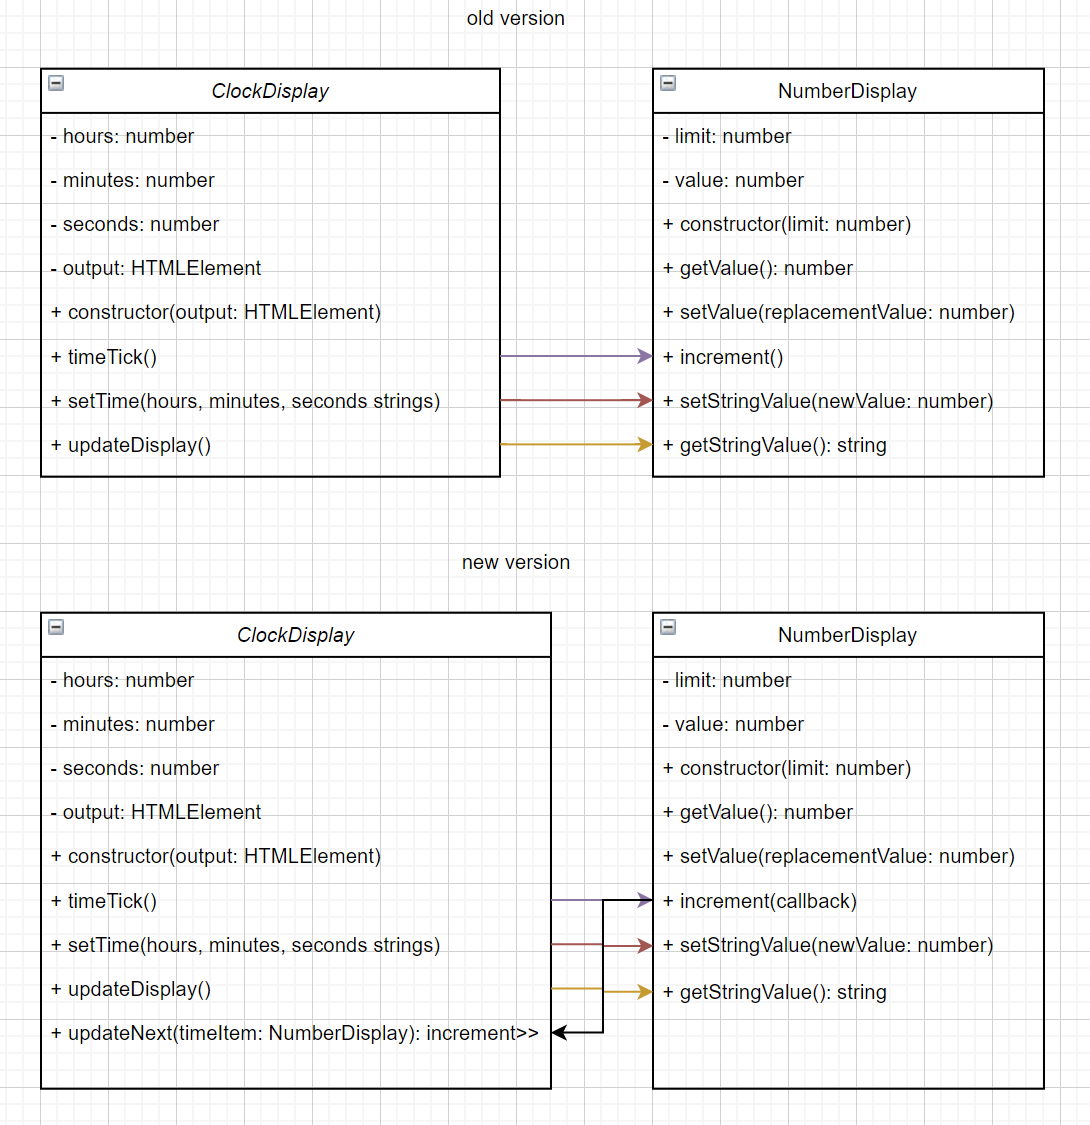 old version
ClockDisplay
- hours: number
- minutes: number
- seconds: number
- output: HTMLElement
+ constructor(output: HTMLElement)
+ timeTick()
+ setTime(hours, minutes, seconds strings)
+ updateDisplay()
NumberDisplay
- limit: number
- value: number
+ constructor(limit: number)
+ getValue(): number
+ setValue(replacementValue: number)
+ increment()
+ setStringValue(newValue: number)
+ getStringValue(): string
new version
ClockDisplay
- hours: number
- minutes: number
- seconds: number
- output: HTMLElement
+ constructor(output: HTMLElement)
+ timeTick()
+ setTime(hours, minutes, seconds strings)
+ updateDisplay()
+ updateNext(timeItem: NumberDisplay): increment>>
NumberDisplay
- limit: number
- value: number
+ constructor(limit: number)
+ getValue(): number
+ setValue(replacementValue: number)
+ increment(callback)
+ setStringValue(newValue: number)
+ getStringValue(): string